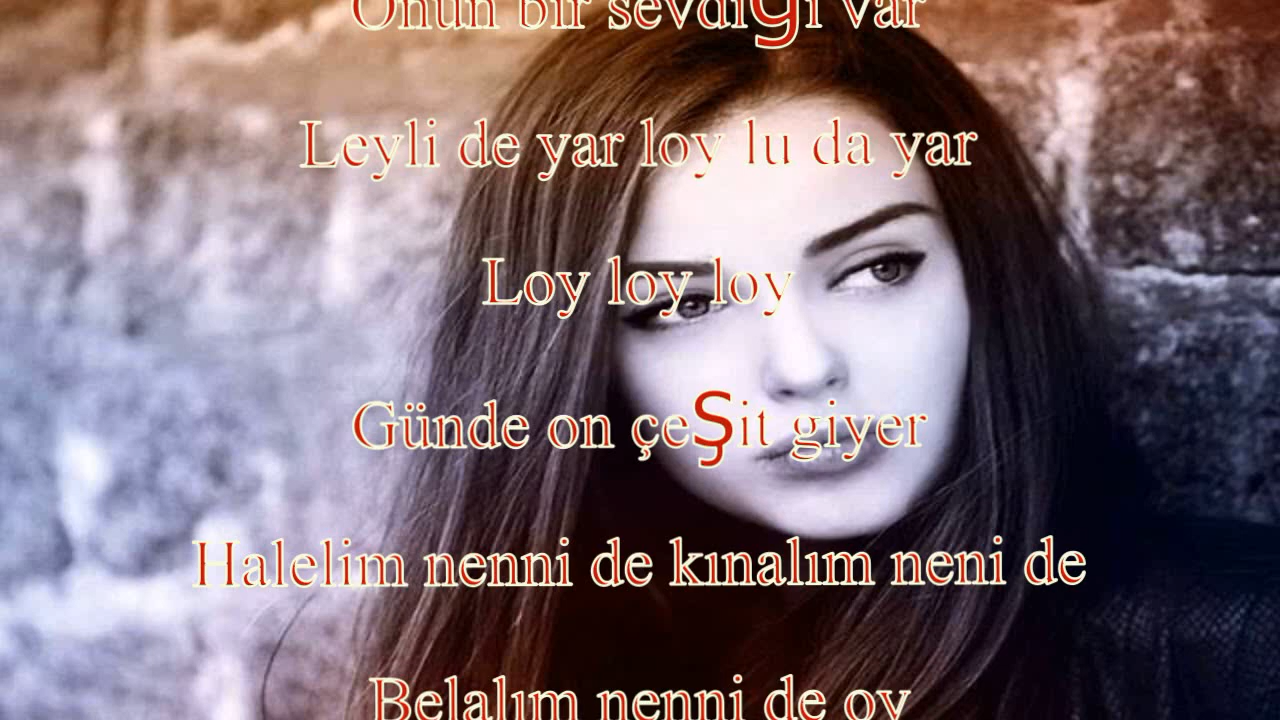 Onun bir sevdiği var
Leyli de yar loy lu da yar
Loy loy loy
Günde on çeşit giyer
Halelim nenni de kınalım neni de
Belalım nenni de oy